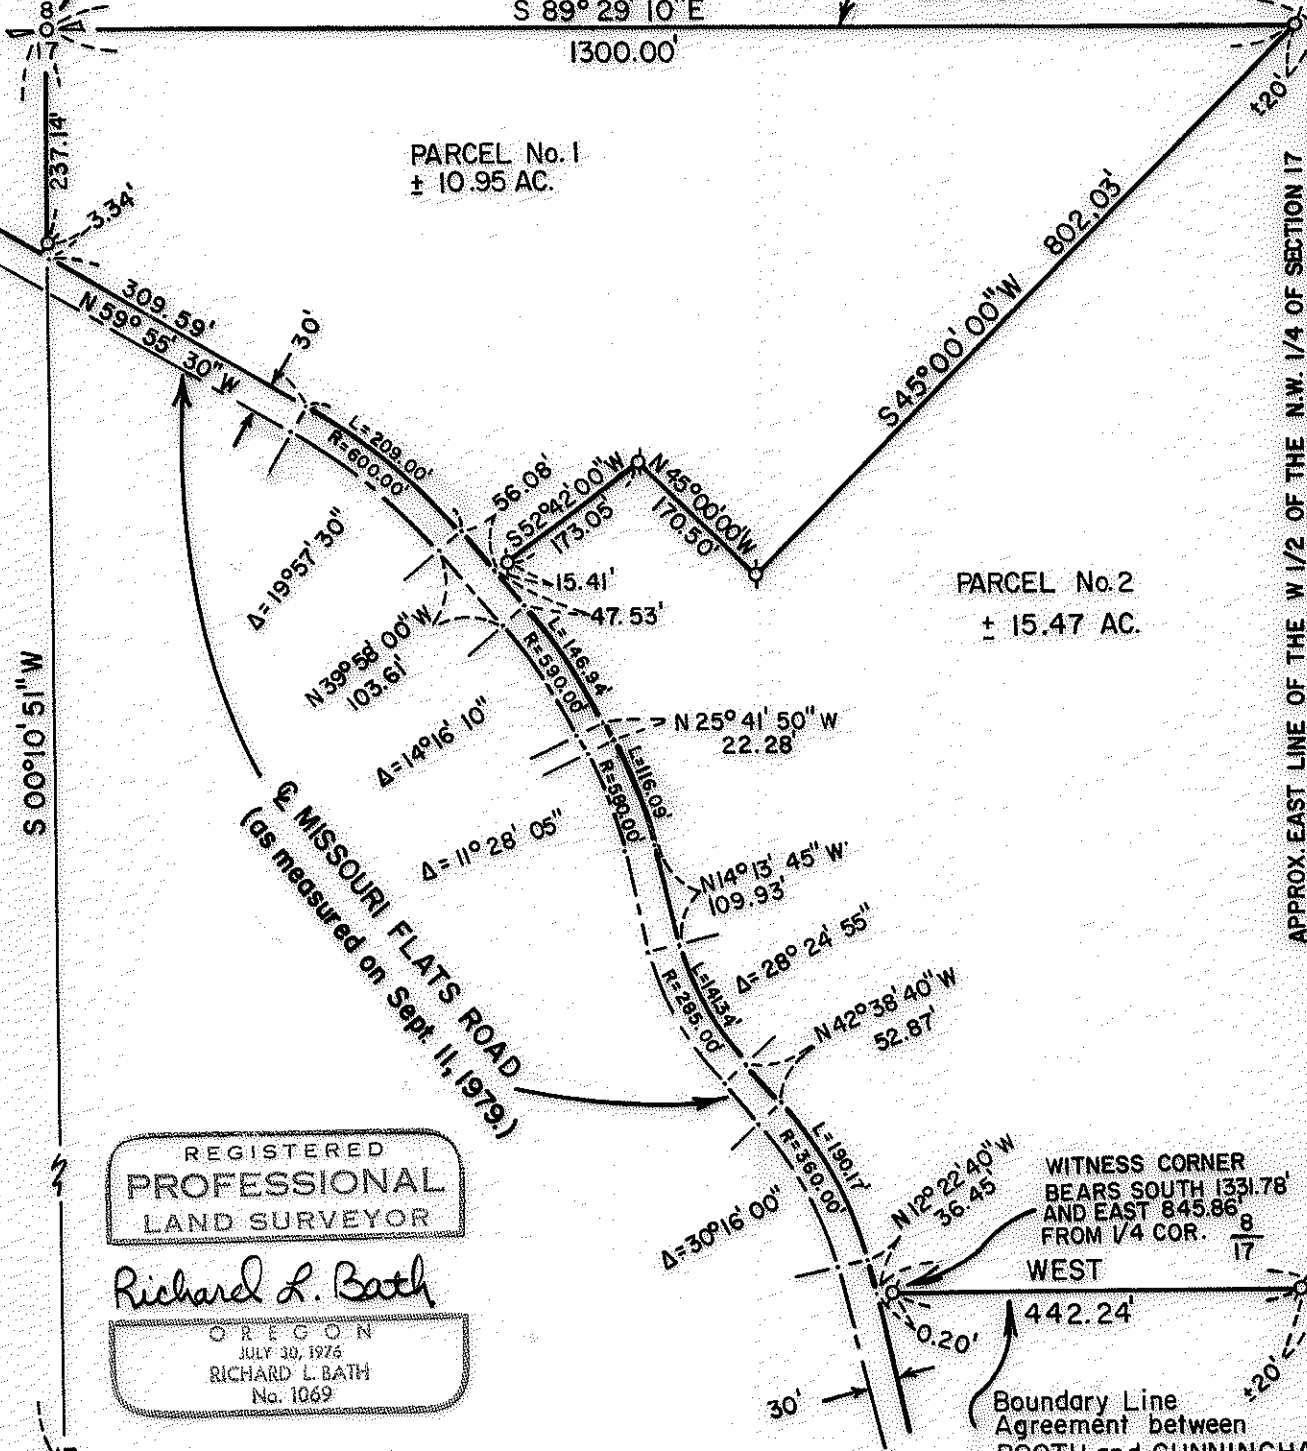 8
17
S 89° 29' 10" E
1300.00'
±20'
237.14'
PARCEL No. 1
± 10.95 AC.
3.34'
802.03'
S 45° 00' 00" W
309.59'
N 59° 55' 30" W
30'
L=209.00'
R=600.00'
56.08'
S 52° 42' 00" W
173.05'
N 45° 00' 00" W
170.50'
Δ= 19° 57' 30"
15.41'
47.53'
PARCEL No. 2
± 15.47 AC.
APPROX. EAST LINE OF THE W 1/2 OF THE N.W. 1/4 OF SECTION 17
N 39° 58' 00" W
103.61'
L=146.94'
R=590.00'
S 00° 10' 51" W
Δ= 14° 16' 10"
N 25° 41' 50" W
22.28'
L=116.09'
R=580.00'
Δ= 11° 28' 05"
℄ MISSOURI FLATS ROAD
(as measured on Sept. 11, 1979.)
N 14° 13' 45" W
109.93'
Δ= 28° 24' 55"
L=141.34'
R=285.00'
N 42° 38' 40" W
52.87'
L=190.17'
R=360.00'
Δ= 30° 16' 00"
N 12° 22' 40" W
36.45'
WITNESS CORNER
BEARS SOUTH 1331.78'
AND EAST 845.86'
FROM 1/4 COR. 8
17
WEST
442.24'
0.20'
30'
±20'
REGISTERED
PROFESSIONAL
LAND SURVEYOR
Richard L. Bath
OREGON
JULY 30, 1976
RICHARD L. BATH
No. 1069
Boundary Line
Agreement between